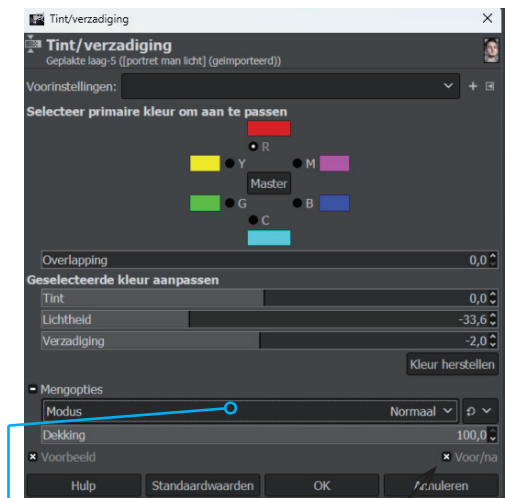 Tint/verzadiging
Tint/verzadiging
Geplakte laag-5 ([portret man licht] (geïmporteerd))
Voorinstellingen:
Selecteer primaire kleur om aan te passen
R
Y M
Master
G B
C
Overlapping 0,0
Geselecteerde kleur aanpassen
Tint 0,0
Lichtheid -33,6
Verzadiging -2,0
Kleur herstellen
Mengopties
Modus Normaal
Dekking 100,0
Voorbeeld Voor/na
Hulp Standaardwaarden OK Annuleren